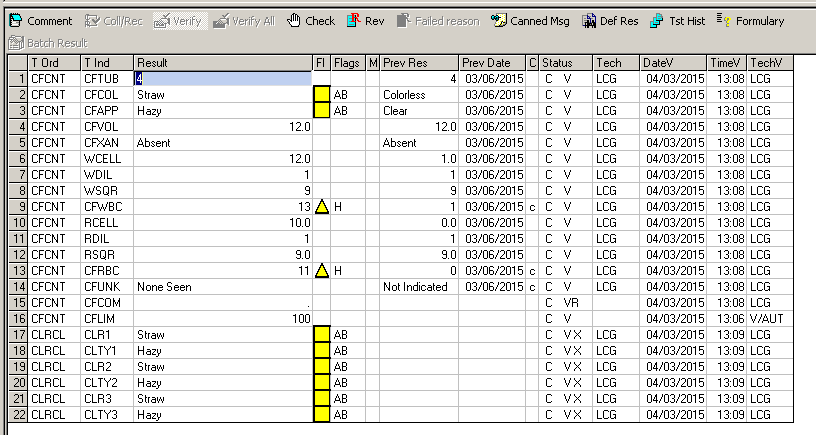 Comment Coll/Rec Verify Verify All Check Rev Failed reason Canned Msg Def Res Tst Hist Formulary
Batch Result
T Ord T Ind Result Fl Flags M Prev Res Prev Date C Status Tech DateV TimeV TechV
1 CFCNT CFTUB 4 4 03/06/2015 C V LCG 04/03/2015 13:08 LCG
2 CFCNT CFCOL Straw AB Colorless 03/06/2015 C V LCG 04/03/2015 13:08 LCG
3 CFCNT CFAPP Hazy AB Clear 03/06/2015 C V LCG 04/03/2015 13:08 LCG
4 CFCNT CFVOL 12.0 12.0 03/06/2015 C V LCG 04/03/2015 13:08 LCG
5 CFCNT CFXAN Absent Absent 03/06/2015 C V LCG 04/03/2015 13:08 LCG
6 CFCNT WCELL 12.0 1.0 03/06/2015 C V LCG 04/03/2015 13:08 LCG
7 CFCNT WDIL 1 1 03/06/2015 C V LCG 04/03/2015 13:08 LCG
8 CFCNT WSQR 9 9 03/06/2015 C V LCG 04/03/2015 13:08 LCG
9 CFCNT CFWBC 13 H 1 03/06/2015 c C V LCG 04/03/2015 13:08 LCG
10 CFCNT RCELL 10.0 0.0 03/06/2015 C V LCG 04/03/2015 13:08 LCG
11 CFCNT RDIL 1 1 03/06/2015 C V LCG 04/03/2015 13:08 LCG
12 CFCNT RSQR 9.0 9.0 03/06/2015 C V LCG 04/03/2015 13:08 LCG
13 CFCNT CFRBC 11 H 0 03/06/2015 c C V LCG 04/03/2015 13:08 LCG
14 CFCNT CFUNK None Seen Not Indicated 03/06/2015 c C V LCG 04/03/2015 13:08 LCG
15 CFCNT CFCOM . C VR 04/03/2015 13:08 LCG
16 CFCNT CFLIM 100 C V 04/03/2015 13:06 V/AUT
17 CLRCL CLR1 Straw AB C V X LCG 04/03/2015 13:09 LCG
18 CLRCL CLTY1 Hazy AB C V X LCG 04/03/2015 13:09 LCG
19 CLRCL CLR2 Straw AB C V X LCG 04/03/2015 13:09 LCG
20 CLRCL CLTY2 Hazy AB C V X LCG 04/03/2015 13:09 LCG
21 CLRCL CLR3 Straw AB C V X LCG 04/03/2015 13:09 LCG
22 CLRCL CLTY3 Hazy AB C V X LCG 04/03/2015 13:09 LCG